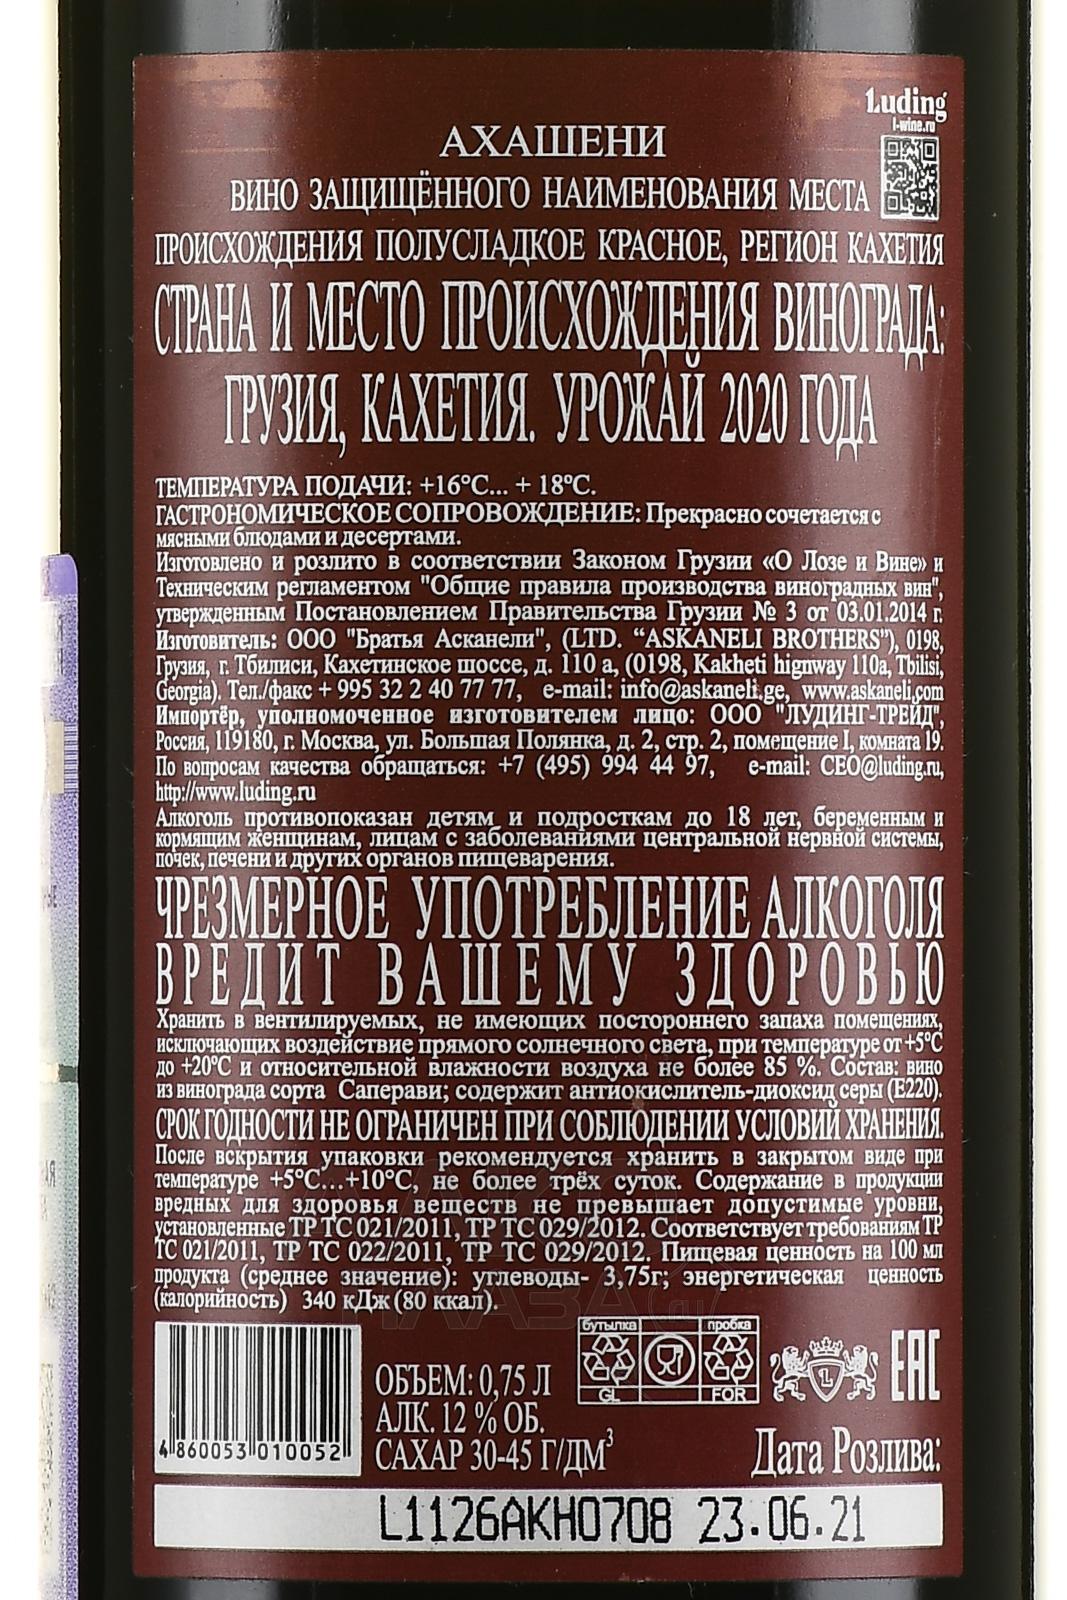 Luding
l-wine.ru
АХАШЕНИ
ВИНО ЗАЩИЩЁННОГО НАИМЕНОВАНИЯ МЕСТА
ПРОИСХОЖДЕНИЯ ПОЛУСЛАДКОЕ КРАСНОЕ, РЕГИОН КАХЕТИЯ
СТРАНА И МЕСТО ПРОИСХОЖДЕНИЯ ВИНОГРАДА:
ГРУЗИЯ, КАХЕТИЯ. УРОЖАЙ 2020 ГОДА
ТЕМПЕРАТУРА ПОДАЧИ: +16°С... + 18°С.
ГАСТРОНОМИЧЕСКОЕ СОПРОВОЖДЕНИЕ: Прекрасно сочетается с
мясными блюдами и десертами.
Изготовлено и розлито в соответствии Законом Грузии «О Лозе и Вине» и
Техническим регламентом "Общие правила производства виноградных вин",
утвержденным Постановлением Правительства Грузии № 3 от 03.01.2014 г.
Изготовитель: ООО "Братья Асканели", (LTD. “ASKANELI BROTHERS”), 0198,
Грузия, г. Тбилиси, Кахетинское шоссе, д. 110 а, (0198, Kakheti hignway 110a, Tbilisi,
Georgia). Тел./факс + 995 32 2 40 77 77, e-mail: info@askaneli.ge, www.askaneli.com
Импортёр, уполномоченное изготовителем лицо: ООО "ЛУДИНГ-ТРЕЙД",
Россия, 119180, г. Москва, ул. Большая Полянка, д. 2, стр. 2, помещение I, комната 19.
По вопросам качества обращаться: +7 (495) 994 44 97, e-mail: CEO@luding.ru,
http://www.luding.ru
Алкоголь противопоказан детям и подросткам до 18 лет, беременным и
кормящим женщинам, лицам с заболеваниями центральной нервной системы,
почек, печени и других органов пищеварения.
ЧРЕЗМЕРНОЕ УПОТРЕБЛЕНИЕ АЛКОГОЛЯ
ВРЕДИТ ВАШЕМУ ЗДОРОВЬЮ
Хранить в вентилируемых, не имеющих постороннего запаха помещениях,
исключающих воздействие прямого солнечного света, при температуре от +5°С
до +20°С и относительной влажности воздуха не более 85 %. Состав: вино
из винограда сорта Саперави; содержит антиокислитель-диоксид серы (Е220).
СРОК ГОДНОСТИ НЕ ОГРАНИЧЕН ПРИ СОБЛЮДЕНИИ УСЛОВИЙ ХРАНЕНИЯ.
После вскрытия упаковки рекомендуется хранить в закрытом виде при
температуре +5°С...+10°С, не более трёх суток. Содержание в продукции
вредных для здоровья веществ не превышает допустимые уровни,
установленные ТР ТС 021/2011, ТР ТС 029/2012. Соответствует требованиям ТР
ТС 021/2011, ТР ТС 022/2011, ТР ТС 029/2012. Пищевая ценность на 100 мл
продукта (среднее значение): углеводы- 3,75г; энергетическая ценность
(калорийность) 340 кДж (80 ккал).
бутылка пробка
GL FOR
EAC
ОБЪЕМ: 0,75 Л
АЛК. 12 % ОБ.
САХАР 30-45 Г/ДМ³
4 860053 010052
Дата Розлива:
L1126AKH0708 23.06.21